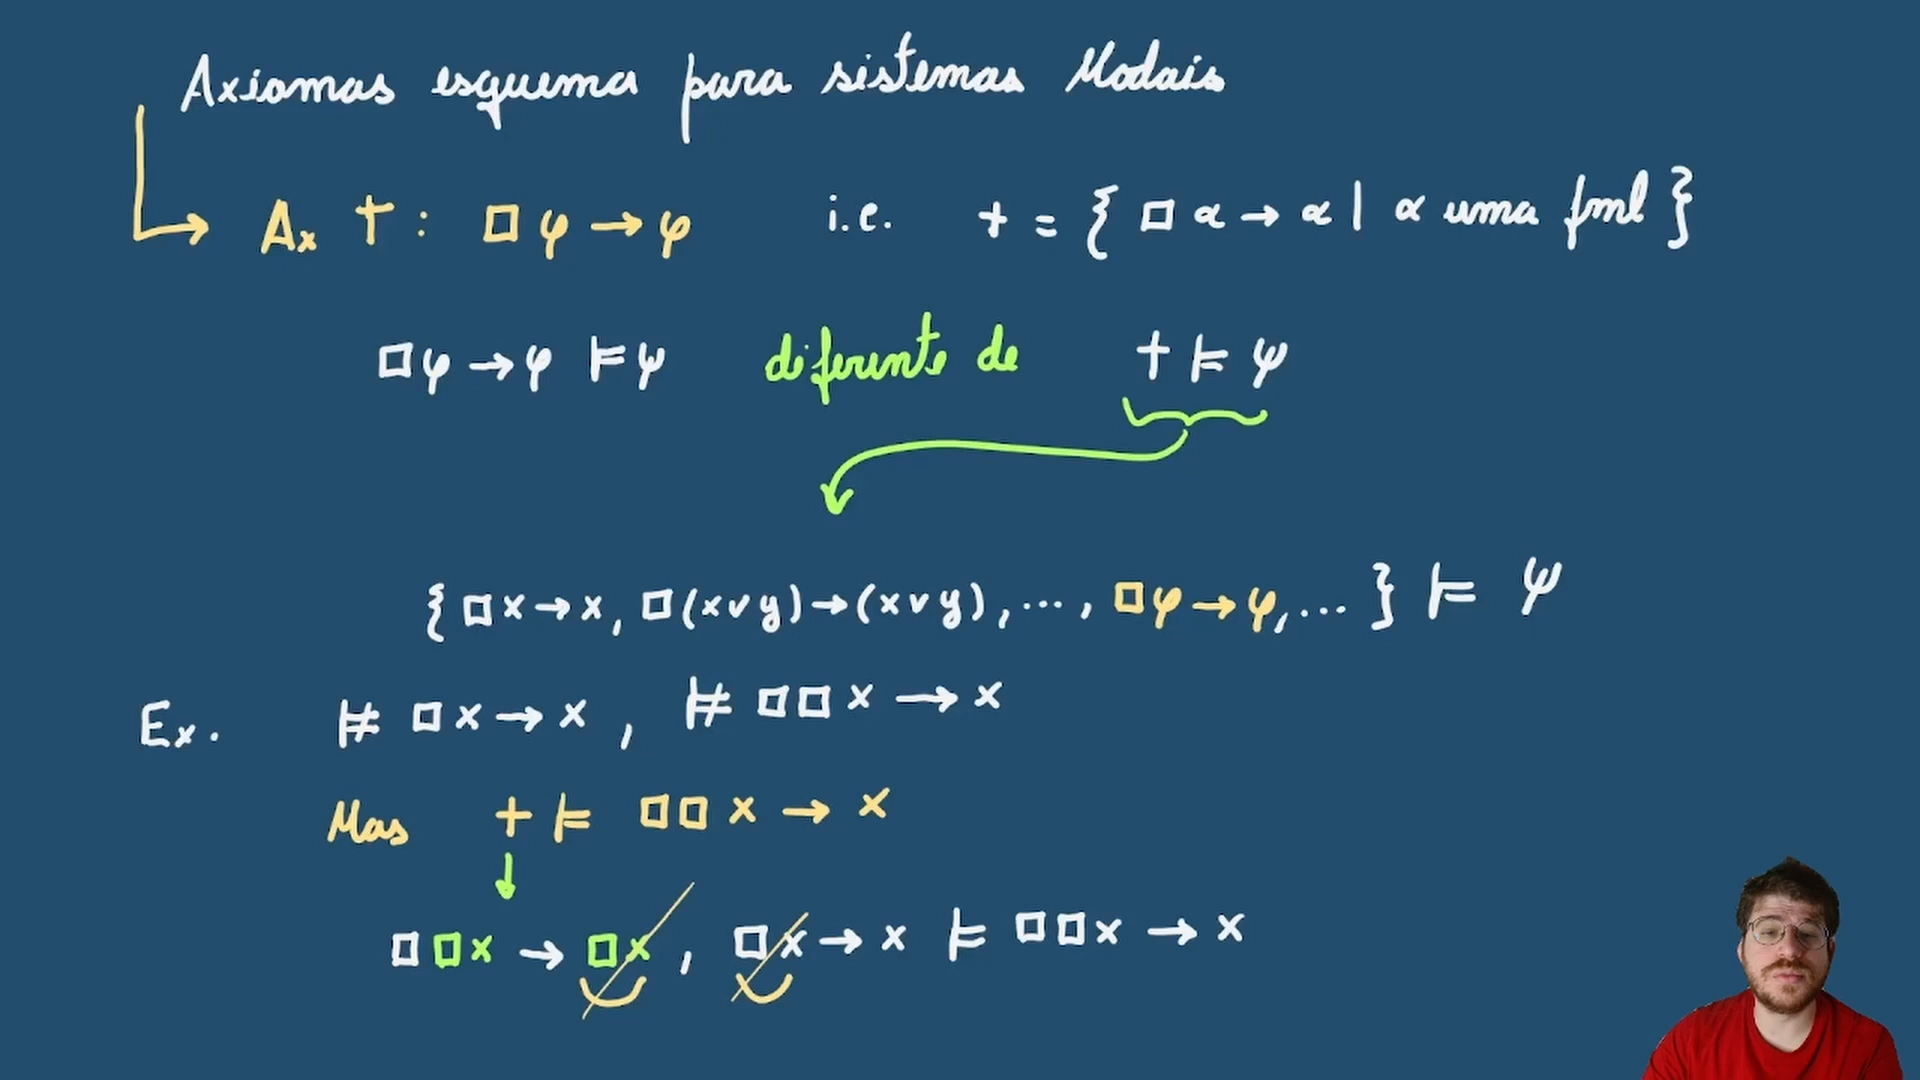 Axiomas esquema para sistemas Modais
Ax T: □φ → φ i.e. T = { □α → α | α uma fml }
□φ → φ ⊨ ψ diferente de T ⊨ ψ
{ □x → x, □(x∨y) → (x∨y), ..., □φ → φ, ... } ⊨ ψ
Ex. ⊭ □x → x , ⊭ □□x → x
Mas T ⊨ □□x → x
□□x → □x , □x → x ⊨ □□x → x